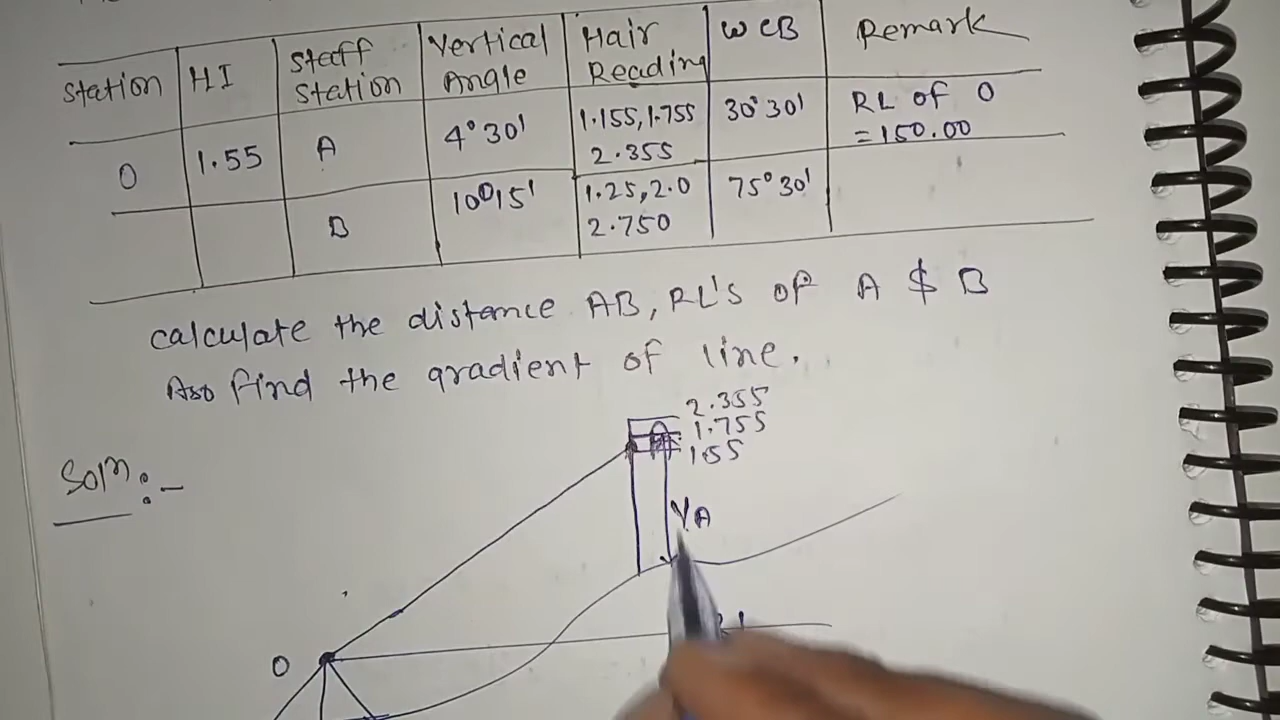 Station HI Staff Station Vertical Angle Hair Reading WCB Remark
O 1.55 A 4°30' 1.155, 1.755 2.355 30°30' RL of O = 150.00
B 10°15' 1.25, 2.0 2.750 75°30'
calculate the distance AB, RL's of A & B
Also find the gradient of line.
2.355
1.755
1.55
Soln:-
VA
O